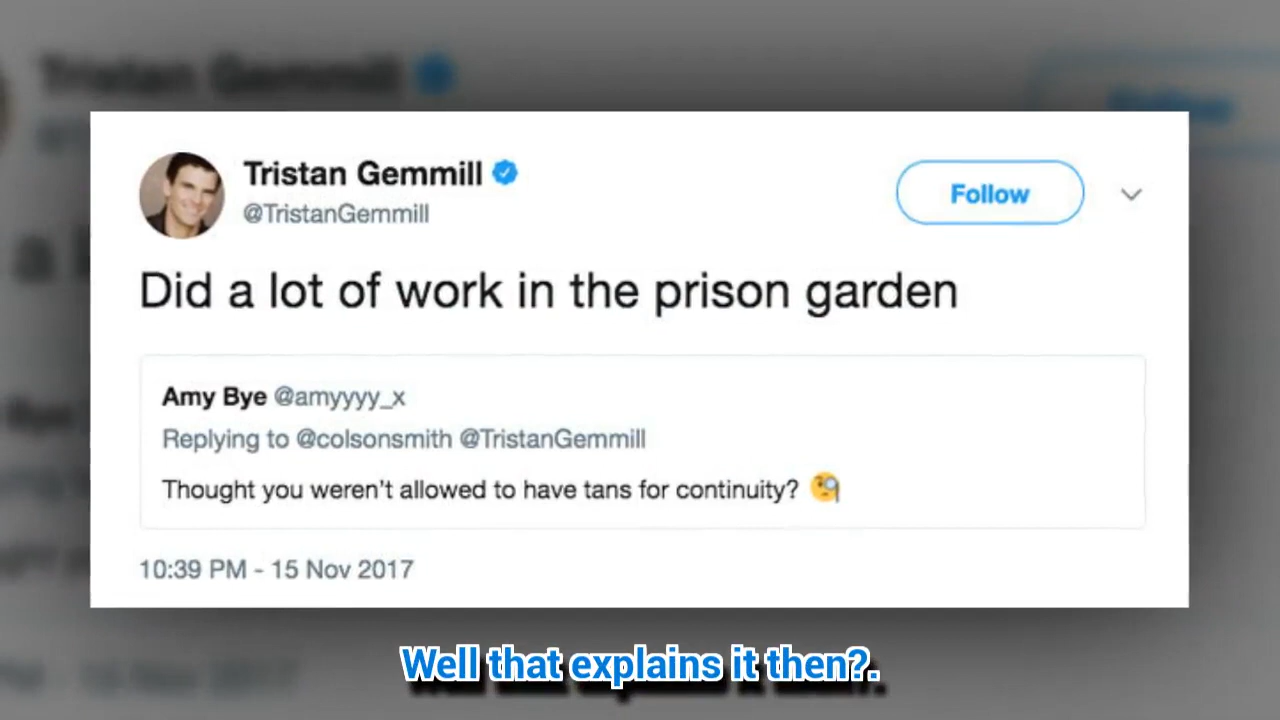 Tristan Gemmill
@TristanGemmill
Follow
Did a lot of work in the prison garden
Amy Bye @amyyyy_x
Replying to @colsonsmith @TristanGemmill
Thought you weren't allowed to have tans for continuity? 🧐
10:39 PM - 15 Nov 2017
Well that explains it then?.